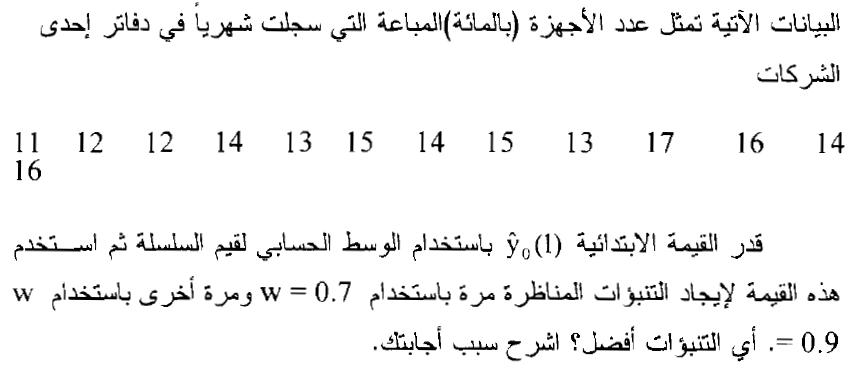 البيانات الآتية تمثل عدد الأجهزة (بالمائة)المباعة التي سجلت شهرياً في دفاتر إحدى
الشركات
11 12 12 14 13 15 14 15 13 17 16 14
16
قدر القيمة الابتدائية ŷ₀(1) باستخدام الوسط الحسابي لقيم السلسلة ثم استخدم
هذه القيمة لإيجاد التنبؤات المناظرة مرة باستخدام w = 0.7 ومرة أخرى باستخدام w
= 0.9. أي التنبؤات أفضل؟ اشرح سبب أجابتك.